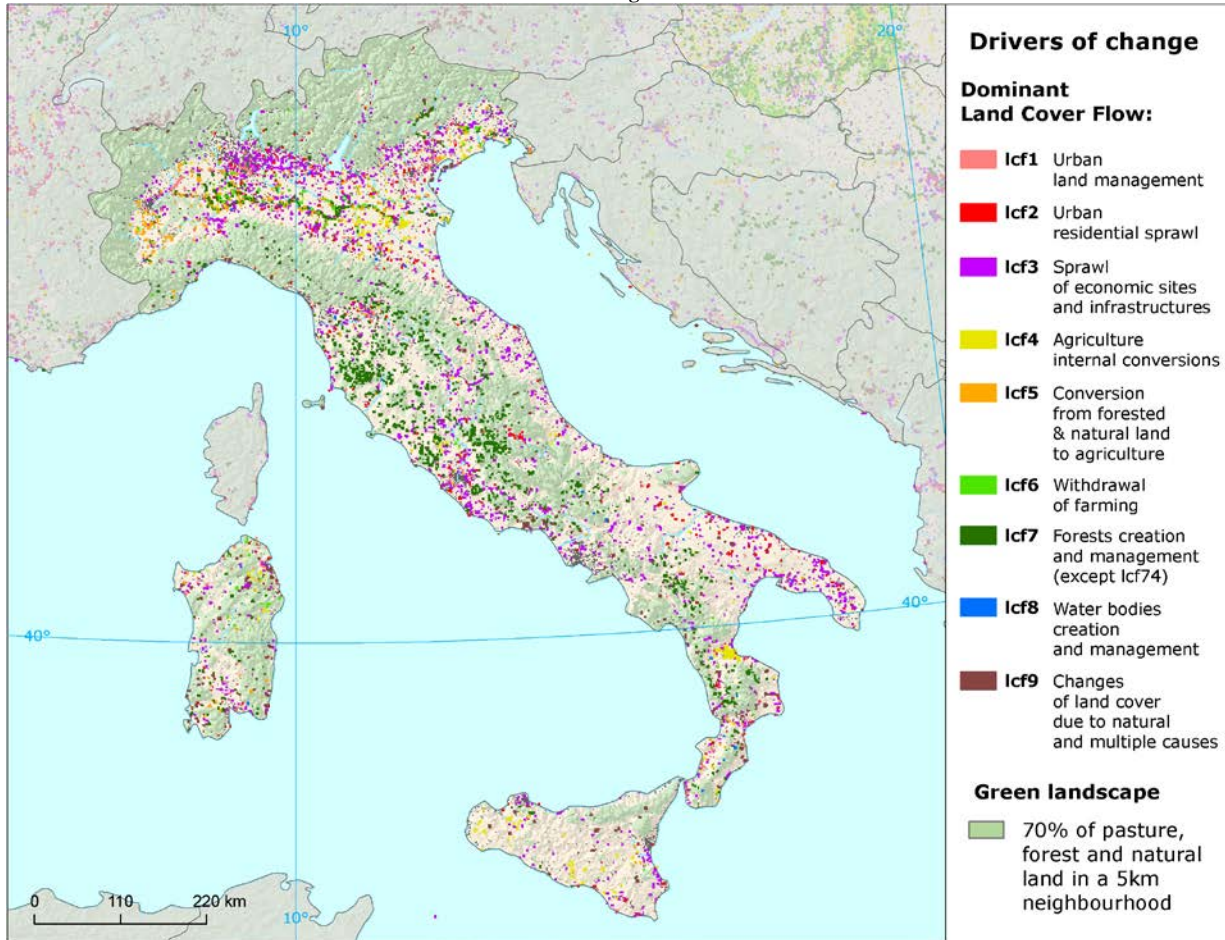 10°
20°
40°
40°
0 110 220 km
10°
Drivers of change
Dominant
Land Cover Flow:
lcf1 Urban
land management
lcf2 Urban
residential sprawl
lcf3 Sprawl
of economic sites
and infrastructures
lcf4 Agriculture
internal conversions
lcf5 Conversion
from forested
& natural land
to agriculture
lcf6 Withdrawal
of farming
lcf7 Forests creation
and management
(except lcf74)
lcf8 Water bodies
creation
and management
lcf9 Changes
of land cover
due to natural
and multiple causes
Green landscape
70% of pasture,
forest and natural
land in a 5km
neighbourhood